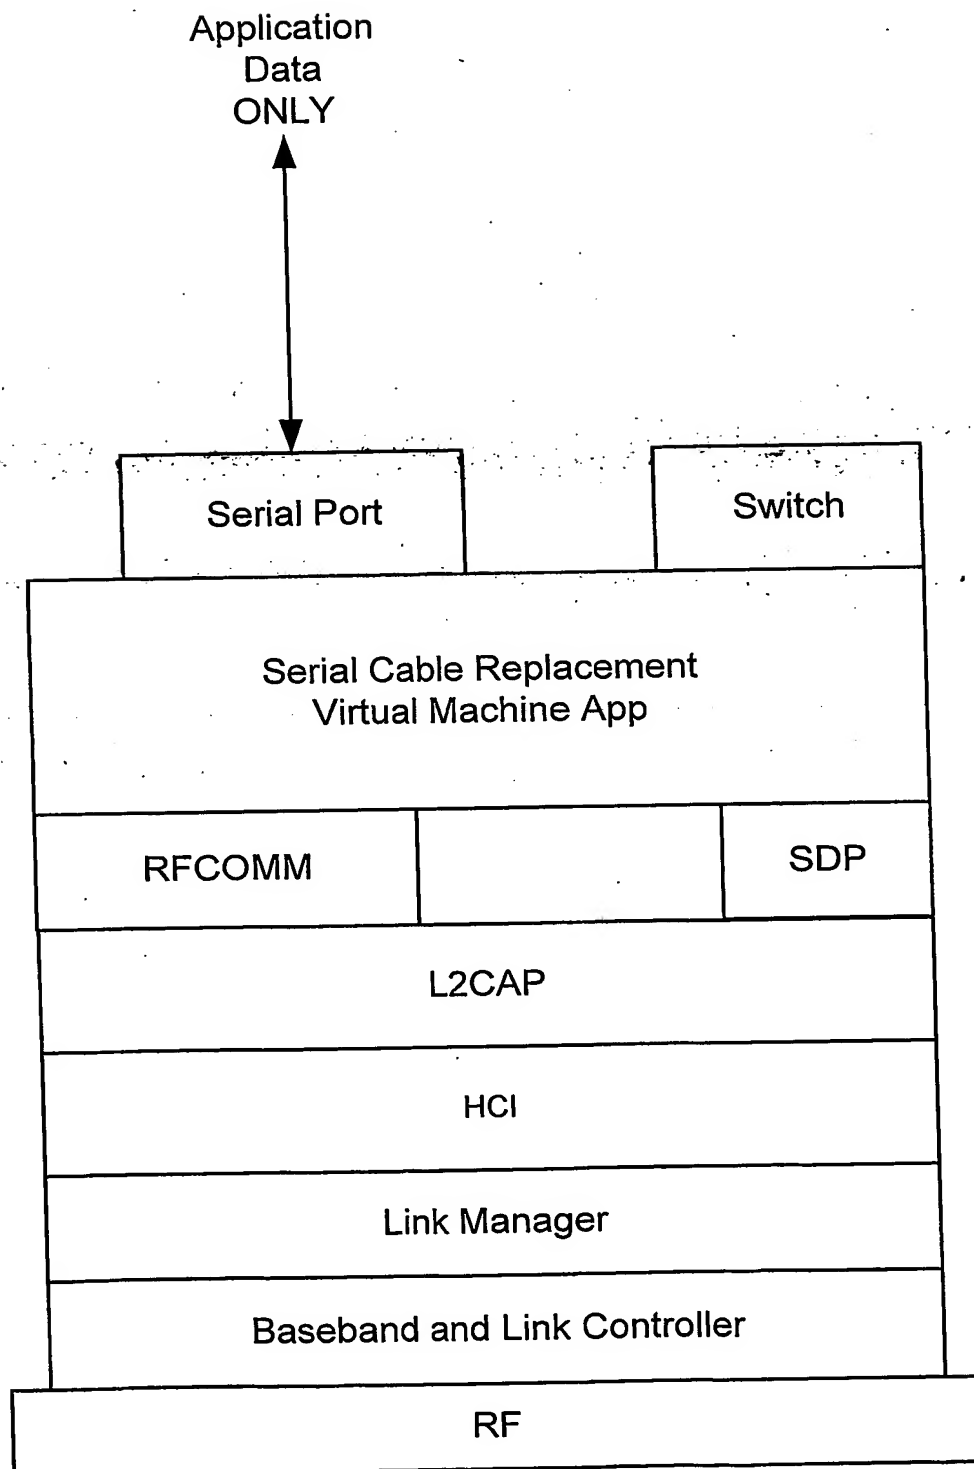 Application
Data
ONLY
Serial Port
Switch
Serial Cable Replacement
Virtual Machine App
RFCOMM
SDP
L2CAP
HCI
Link Manager
Baseband and Link Controller
RF